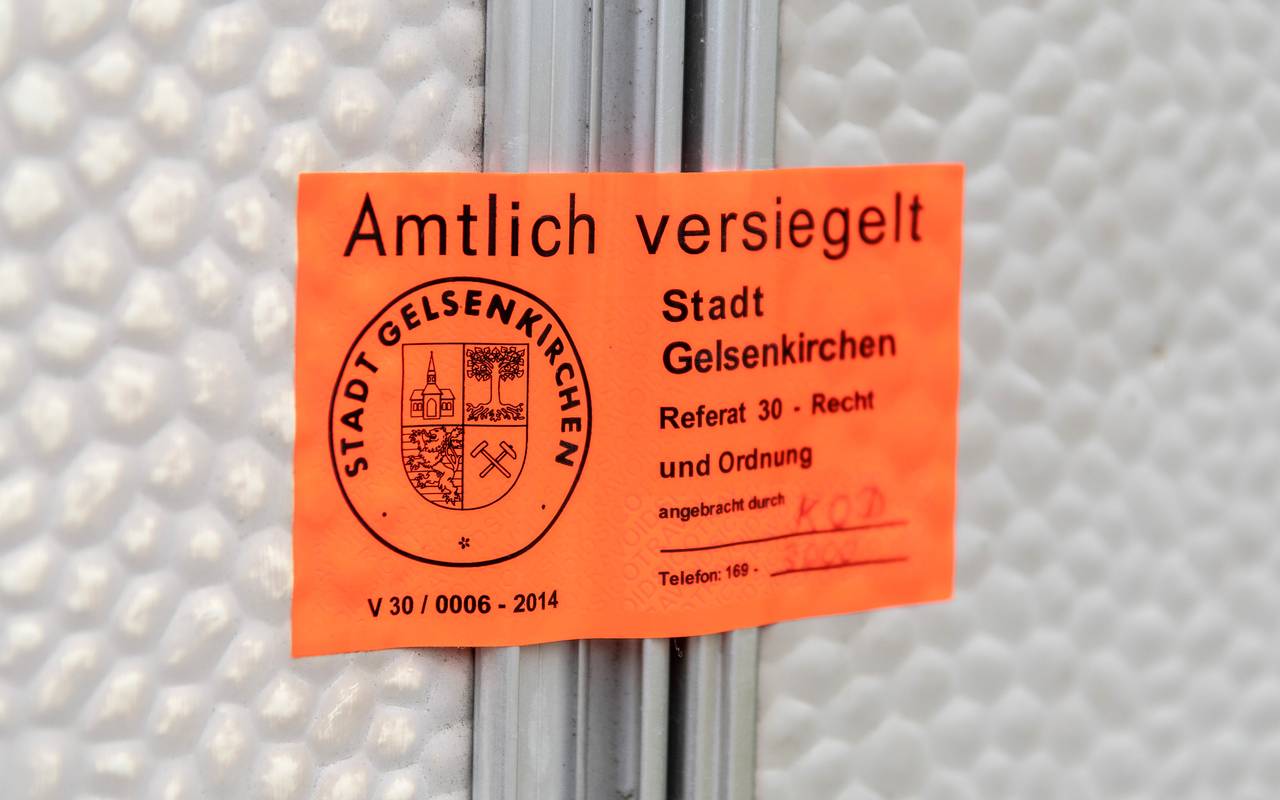 Amtlich versiegelt
STADT GELSENKIRCHEN
V 30 / 0006 - 2014
Stadt
Gelsenkirchen
Referat 30 - Recht
und Ordnung
angebracht durch KOD
Telefon: 169 - 3000